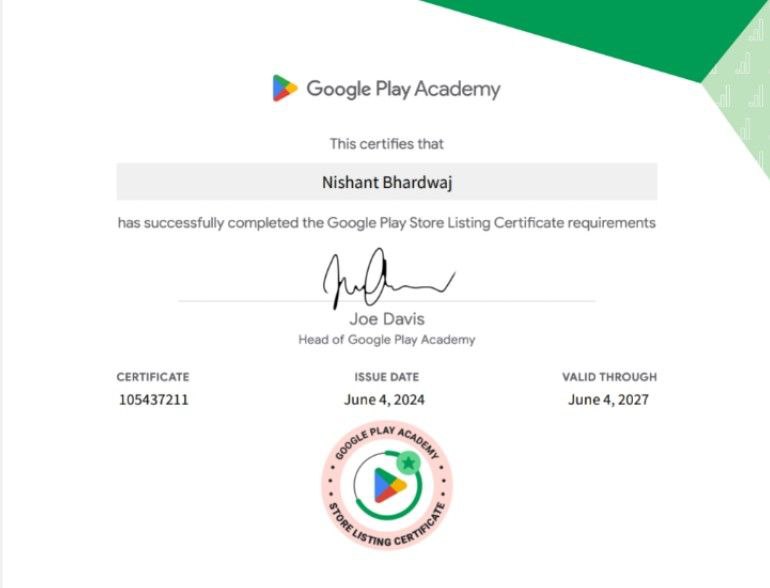 Google Play Academy
This certifies that
Nishant Bhardwaj
has successfully completed the Google Play Store Listing Certificate requirements
Joe Davis
Head of Google Play Academy
CERTIFICATE
105437211
ISSUE DATE
June 4, 2024
VALID THROUGH
June 4, 2027
GOOGLE PLAY ACADEMY
STORE LISTING CERTIFICATE